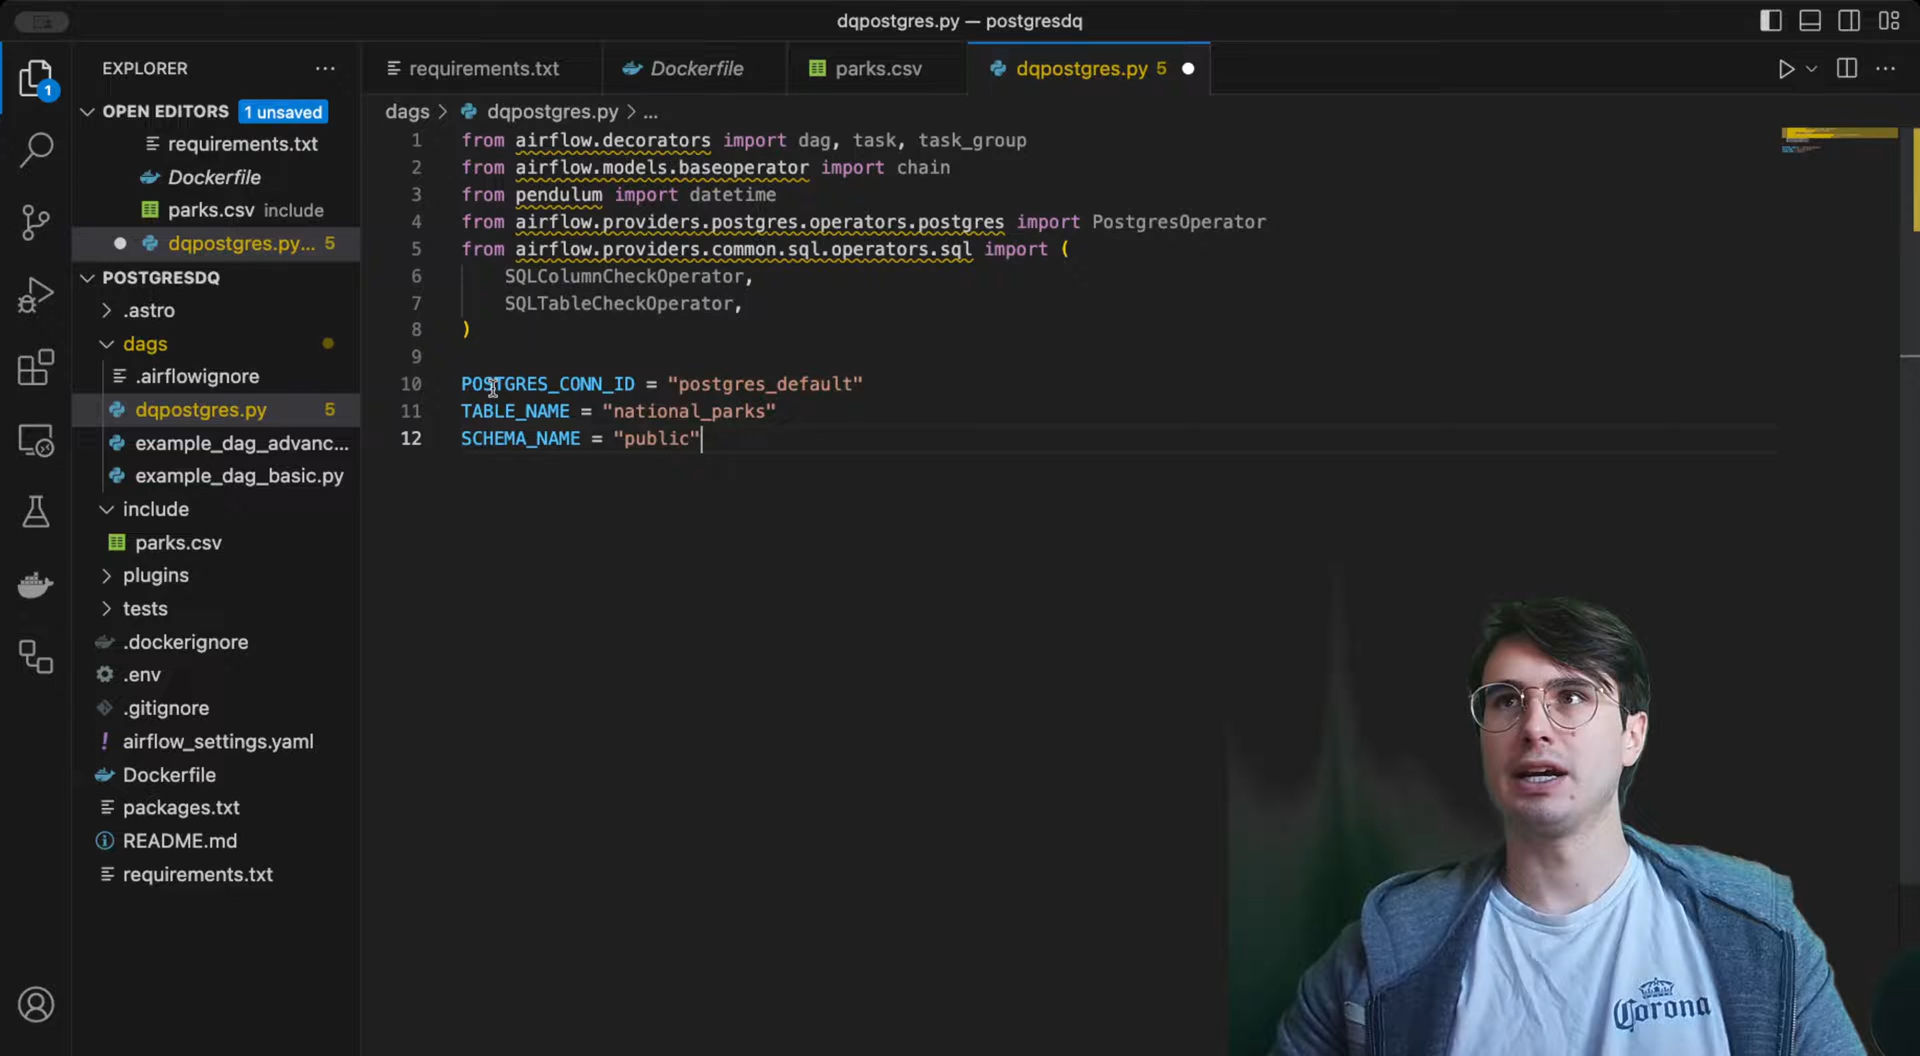 dqpostgres.py — postgresdq
EXPLORER
requirements.txt
Dockerfile
parks.csv
dqpostgres.py 5
1
OPEN EDITORS 1 unsaved
requirements.txt
Dockerfile
parks.csv include
dqpostgres.py... 5
POSTGRESDQ
.astro
dags
.airflowignore
dqpostgres.py 5
example_dag_advanc...
example_dag_basic.py
include
parks.csv
plugins
tests
.dockerignore
.env
.gitignore
airflow_settings.yaml
Dockerfile
packages.txt
README.md
requirements.txt
dags > dqpostgres.py > ...
1 from airflow.decorators import dag, task, task_group
2 from airflow.models.baseoperator import chain
3 from pendulum import datetime
4 from airflow.providers.postgres.operators.postgres import PostgresOperator
5 from airflow.providers.common.sql.operators.sql import (
6 SQLColumnCheckOperator,
7 SQLTableCheckOperator,
8 )
9
10 POSTGRES_CONN_ID = "postgres_default"
11 TABLE_NAME = "national_parks"
12 SCHEMA_NAME = "public"
Corona